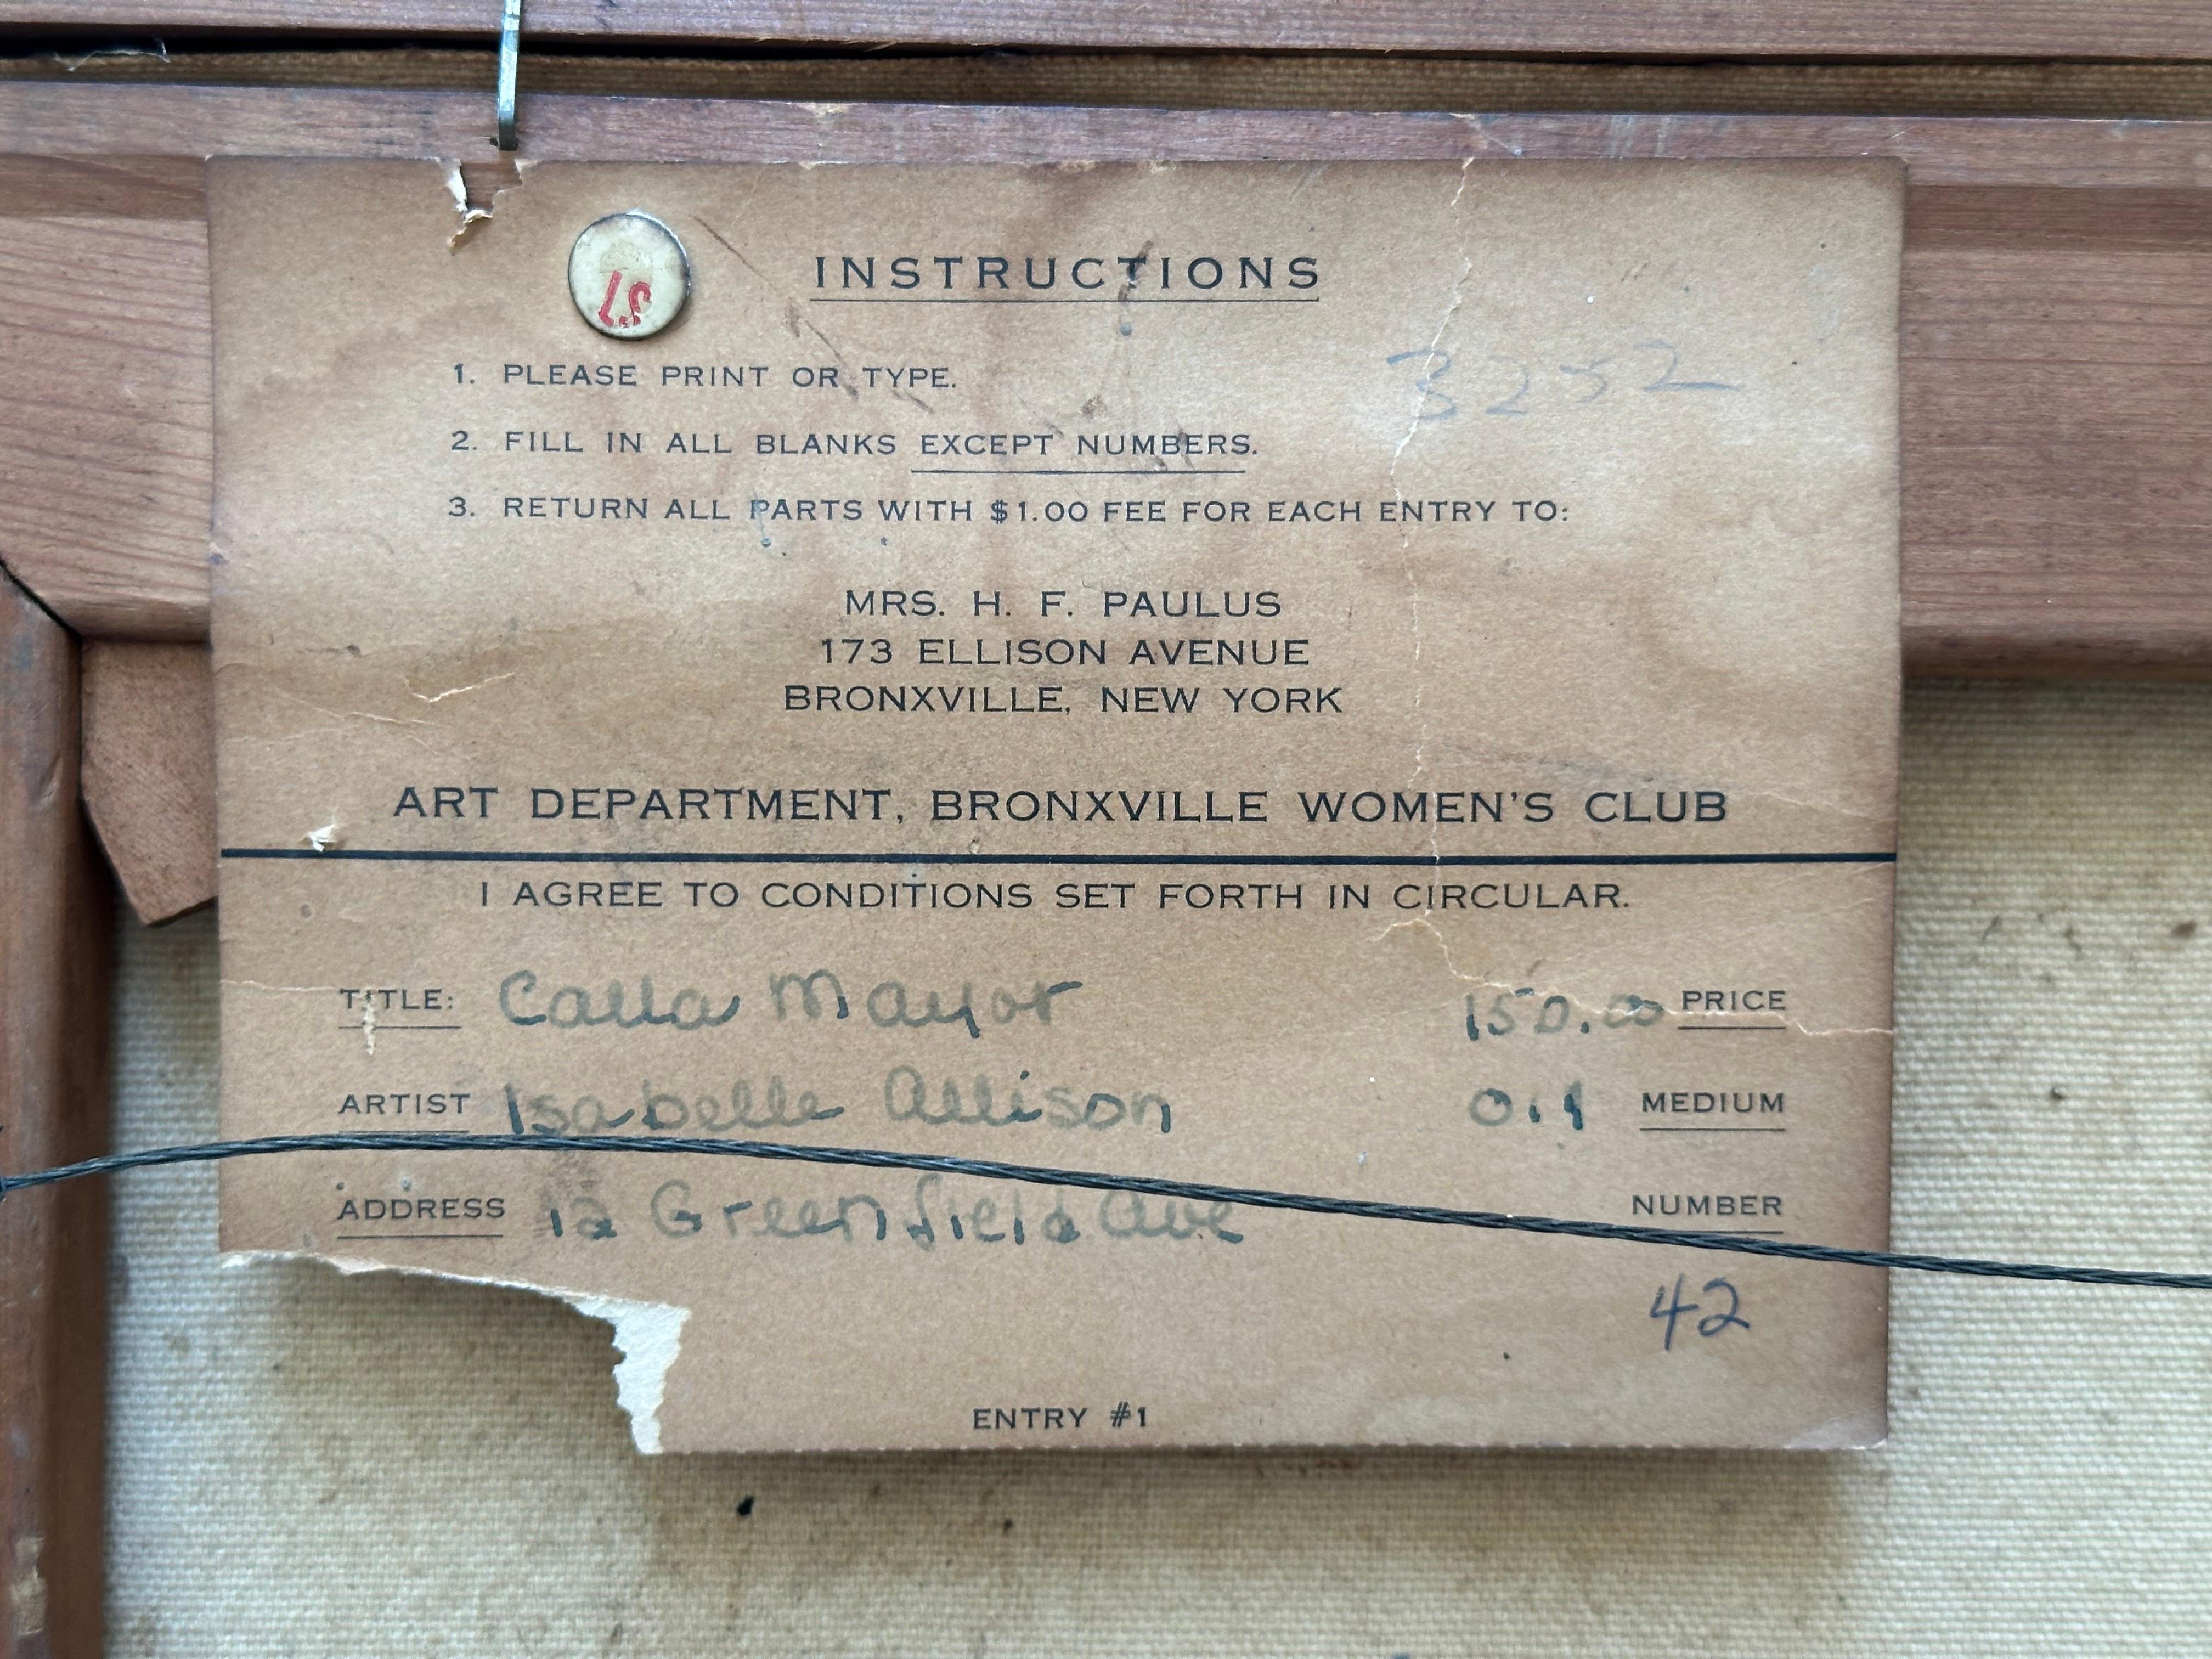 37
INSTRUCTIONS
1. PLEASE PRINT OR TYPE.
3252
2. FILL IN ALL BLANKS EXCEPT NUMBERS.
3. RETURN ALL PARTS WITH $1.00 FEE FOR EACH ENTRY TO:
MRS. H. F. PAULUS
173 ELLISON AVENUE
BRONXVILLE, NEW YORK
ART DEPARTMENT, BRONXVILLE WOMEN'S CLUB
I AGREE TO CONDITIONS SET FORTH IN CIRCULAR.
TITLE: Calla Mayor 150.00 PRICE
ARTIST Isabelle Allison Oil MEDIUM
ADDRESS 12 Greenfield Ave NUMBER
42
ENTRY #1